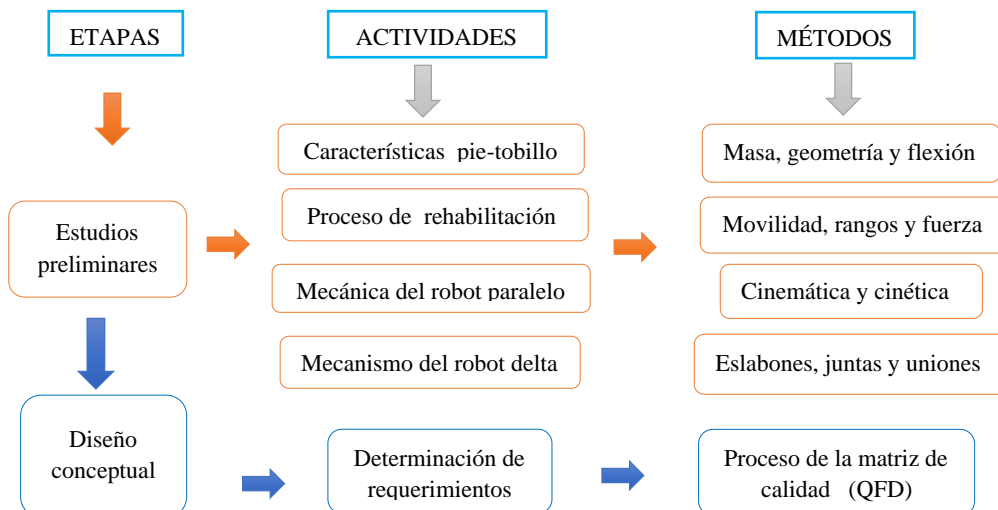 ETAPAS
ACTIVIDADES
MÉTODOS
Características pie-tobillo
Masa, geometría y flexión
Estudios
preliminares
Proceso de rehabilitación
Movilidad, rangos y fuerza
Mecánica del robot paralelo
Cinemática y cinética
Mecanismo del robot delta
Eslabones, juntas y uniones
Diseño
conceptual
Determinación de
requerimientos
Proceso de la matriz de
calidad (QFD)